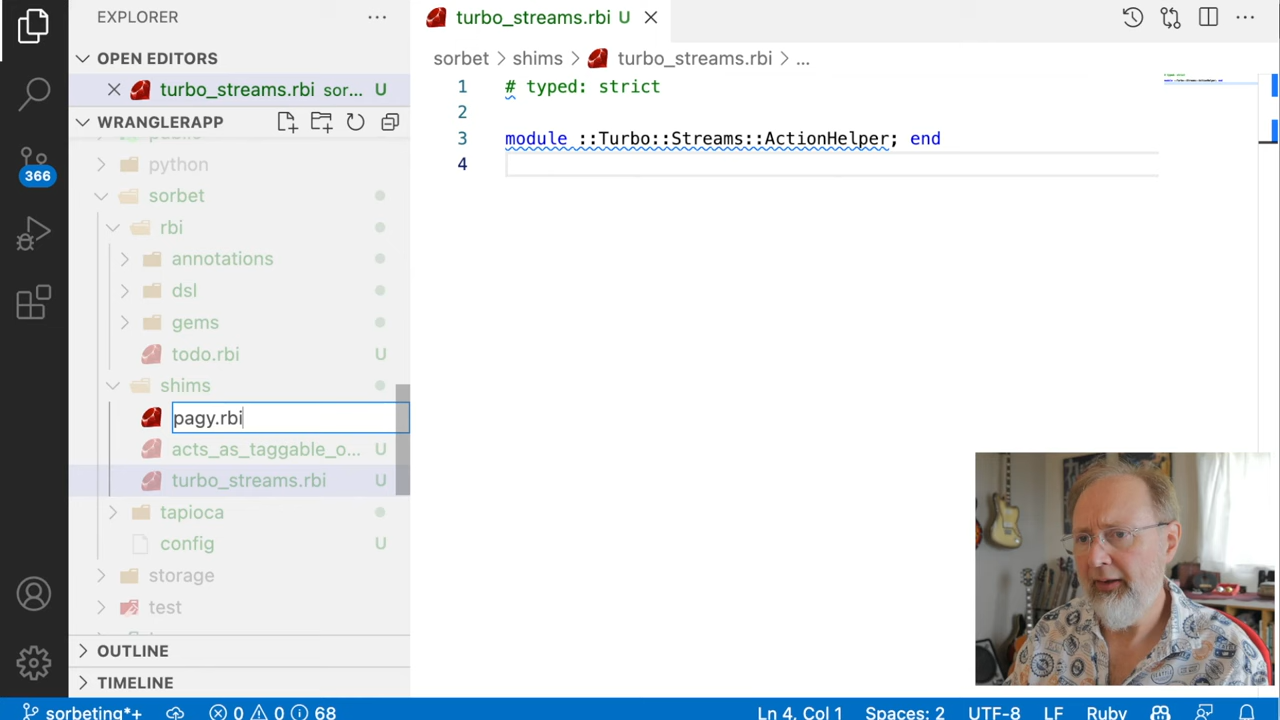 EXPLORER
OPEN EDITORS
turbo_streams.rbi sor... U
WRANGLERAPP
public
python
sorbet
rbi
annotations
dsl
gems
todo.rbi U
shims
pagy.rbi
acts_as_taggable_o... U
turbo_streams.rbi U
tapioca
config U
storage
test
OUTLINE
TIMELINE
366
turbo_streams.rbi U
sorbet > shims > turbo_streams.rbi > ...
1 # typed: strict
2
3 module ::Turbo::Streams::ActionHelper; end
4
sorbeting*+ 0 0 68 Ln 4, Col 1 Spaces: 2 UTF-8 LF Ruby